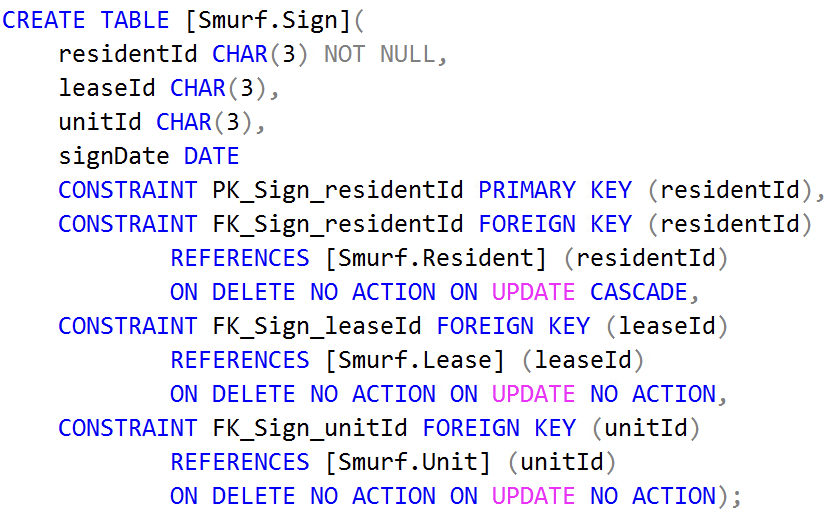 CREATE TABLE [Smurf.Sign](
residentId CHAR(3) NOT NULL,
leaseId CHAR(3),
unitId CHAR(3),
signDate DATE
CONSTRAINT PK_Sign_residentId PRIMARY KEY (residentId),
CONSTRAINT FK_Sign_residentId FOREIGN KEY (residentId)
REFERENCES [Smurf.Resident] (residentId)
ON DELETE NO ACTION ON UPDATE CASCADE,
CONSTRAINT FK_Sign_leaseId FOREIGN KEY (leaseId)
REFERENCES [Smurf.Lease] (leaseId)
ON DELETE NO ACTION ON UPDATE NO ACTION,
CONSTRAINT FK_Sign_unitId FOREIGN KEY (unitId)
REFERENCES [Smurf.Unit] (unitId)
ON DELETE NO ACTION ON UPDATE NO ACTION);